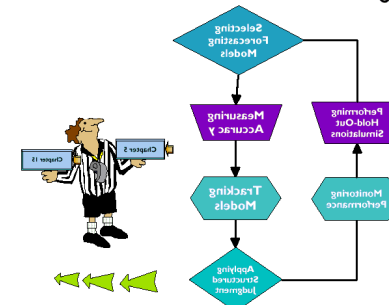 Selecting
Forecasting
Models
Measuring
Accurac y
Performing
Hold-Out
Simulations
Chapter 5
Chapter 15
Tracking
Models
Monitoring
Performance
Applying
Structured
Judgment